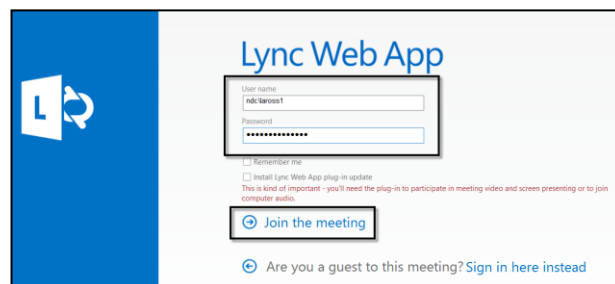 Lync Web App
User name
ndc\laross1
Password
••••••••••••••
Remember me
Install Lync Web App plug-in update
This is kind of important - you'll need the plug-in to participate in meeting video and screen presenting or to join
computer audio.
Join the meeting
Are you a guest to this meeting? Sign in here instead
L